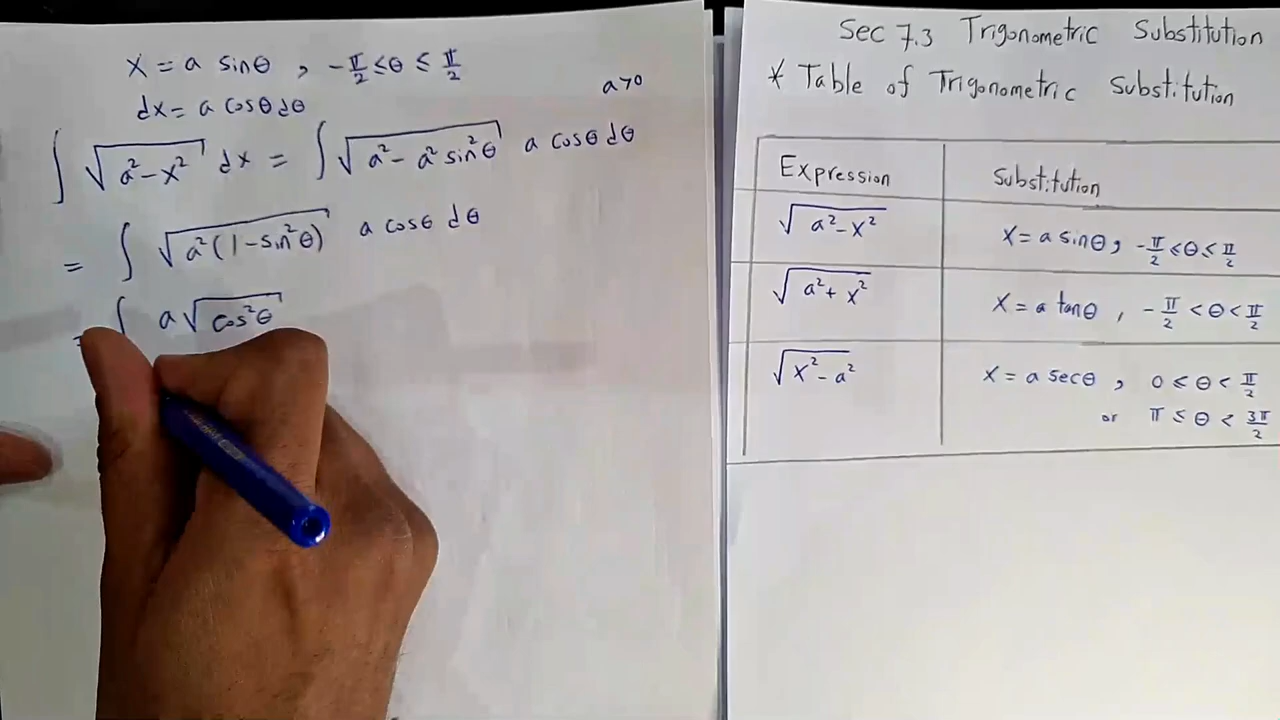 x = a sinθ , -π/2 ≤ θ ≤ π/2
a>0
dx = a cosθ dθ
∫ √(a²-x²) dx = ∫ √(a² - a² sin²θ) a cosθ dθ
= ∫ √(a²(1-sin²θ)) a cosθ dθ
= ∫ a√(cos²θ)
Sec 7.3 Trigonometric Substitution
* Table of Trigonometric Substitution
Expression Substitution
√(a²-x²) x = a sinθ, -π/2 ≤ θ ≤ π/2
√(a²+x²) x = a tanθ , -π/2 < θ < π/2
√(x²-a²) x = a secθ , 0 ≤ θ < π/2
or π ≤ θ < 3π/2